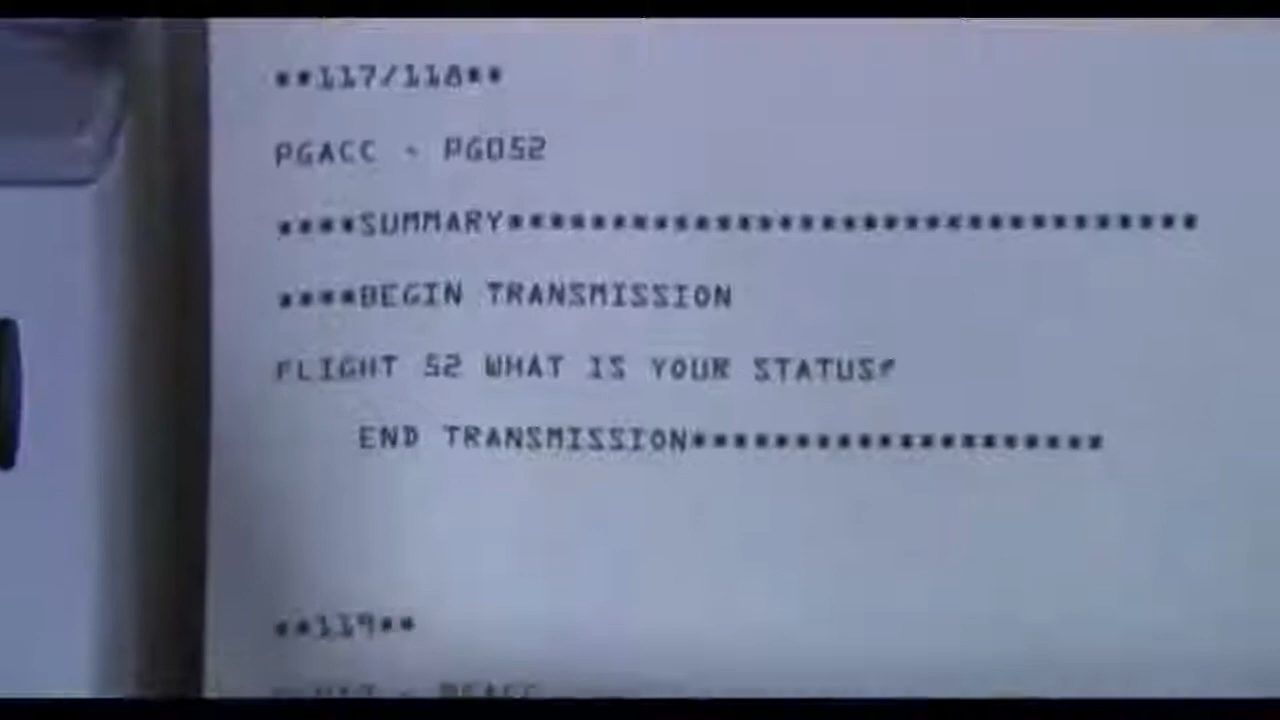 **117/118**
PGACC - PG052
****SUMMARY**********************************
****BEGIN TRANSMISSION
FLIGHT 52 WHAT IS YOUR STATUS?
END TRANSMISSION********************
**119**